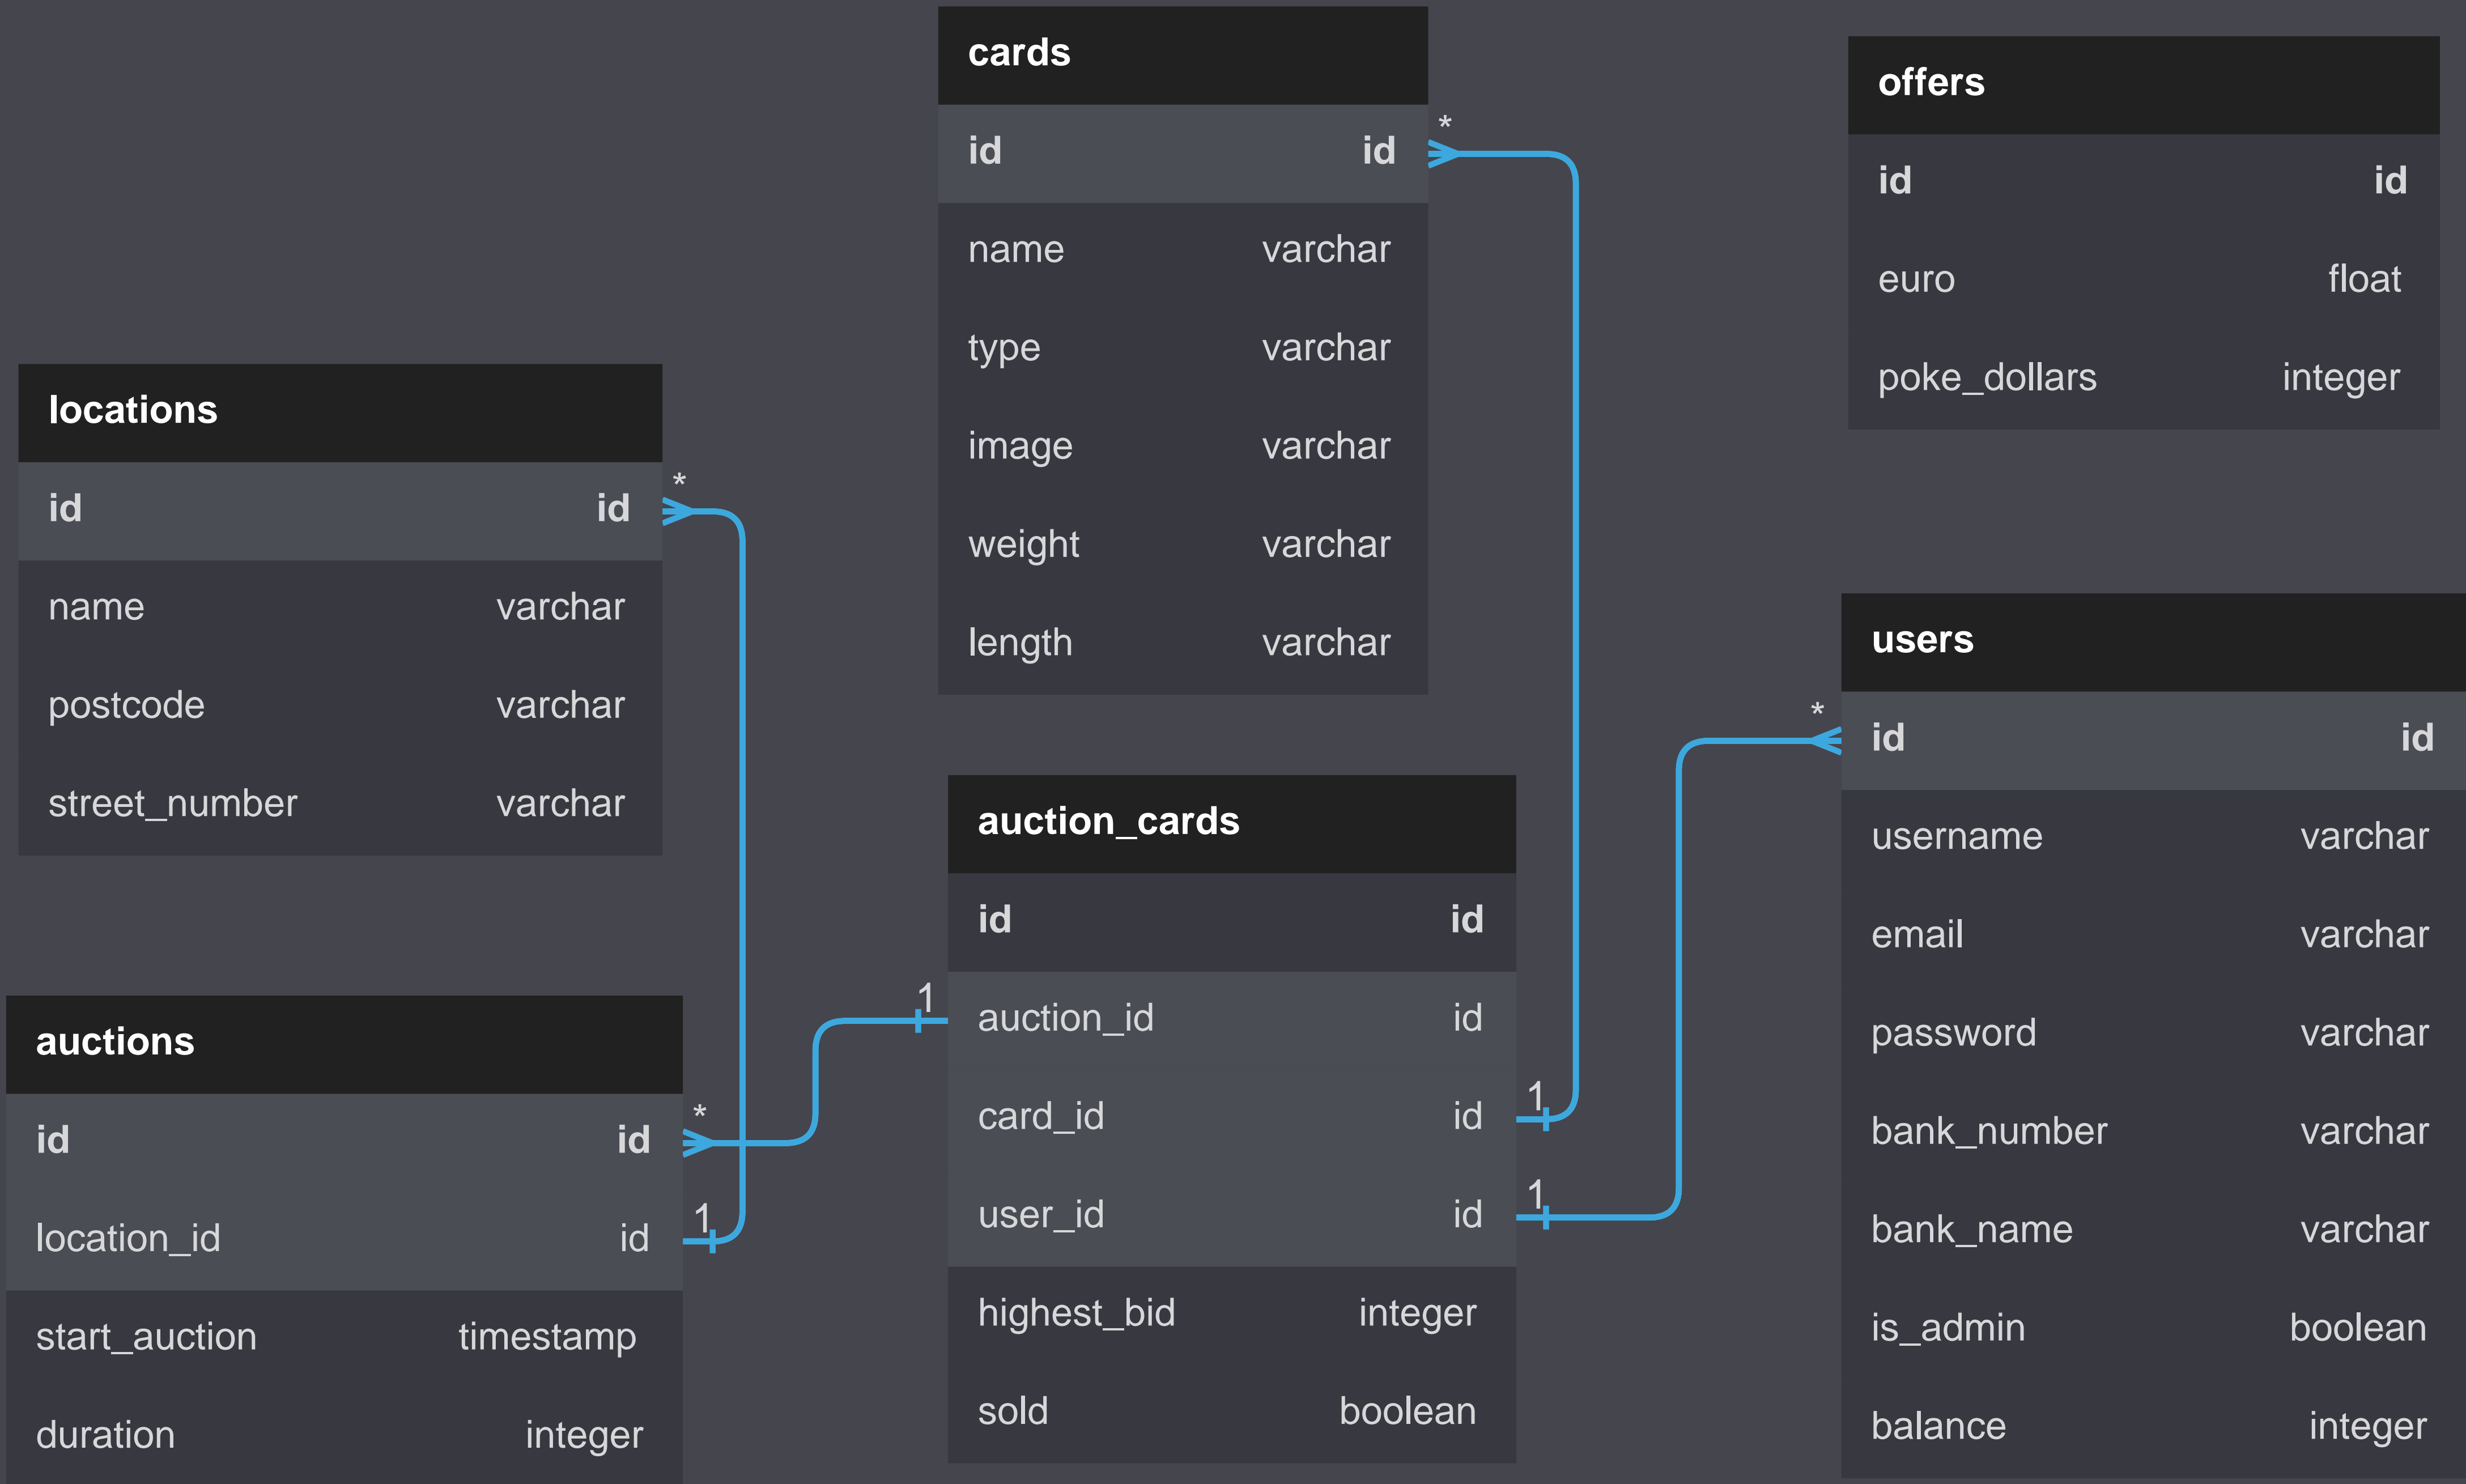 cards
id id
name varchar
type varchar
image varchar
weight varchar
length varchar
*
offers
id id
euro float
poke_dollars integer
locations
id id
name varchar
postcode varchar
street_number varchar
*
users
id id
username varchar
email varchar
password varchar
bank_number varchar
bank_name varchar
is_admin boolean
balance integer
*
auction_cards
id id
auction_id id
card_id id
user_id id
highest_bid integer
sold boolean
1
1
1
auctions
id id
location_id id
start_auction timestamp
duration integer
*
1